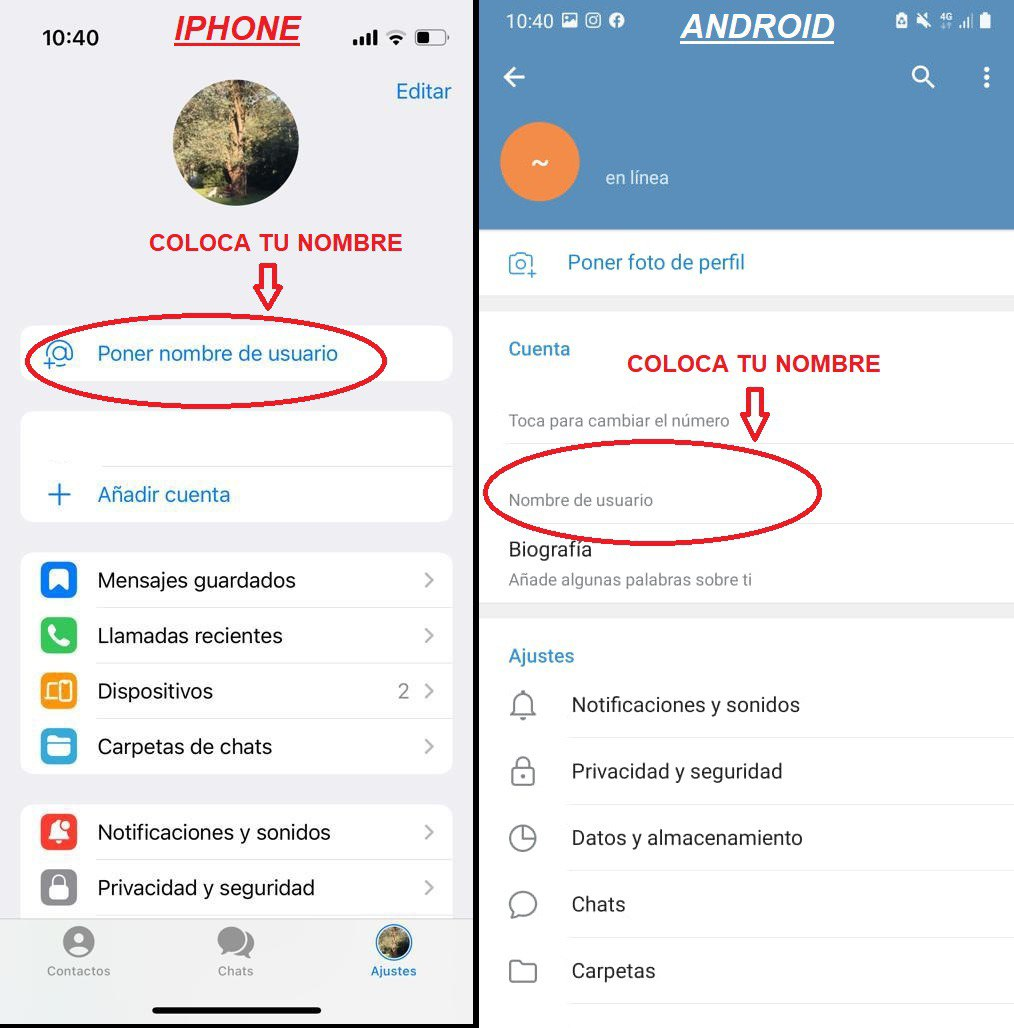 10:40
IPHONE
Editar
COLOCA TU NOMBRE
Poner nombre de usuario
Añadir cuenta
Mensajes guardados
Llamadas recientes
Dispositivos 2
Carpetas de chats
Notificaciones y sonidos
Privacidad y seguridad
Contactos
Chats
Ajustes
10:40
ANDROID
4G
~
en línea
Poner foto de perfil
Cuenta
COLOCA TU NOMBRE
Toca para cambiar el número
Nombre de usuario
Biografía
Añade algunas palabras sobre ti
Ajustes
Notificaciones y sonidos
Privacidad y seguridad
Datos y almacenamiento
Chats
Carpetas